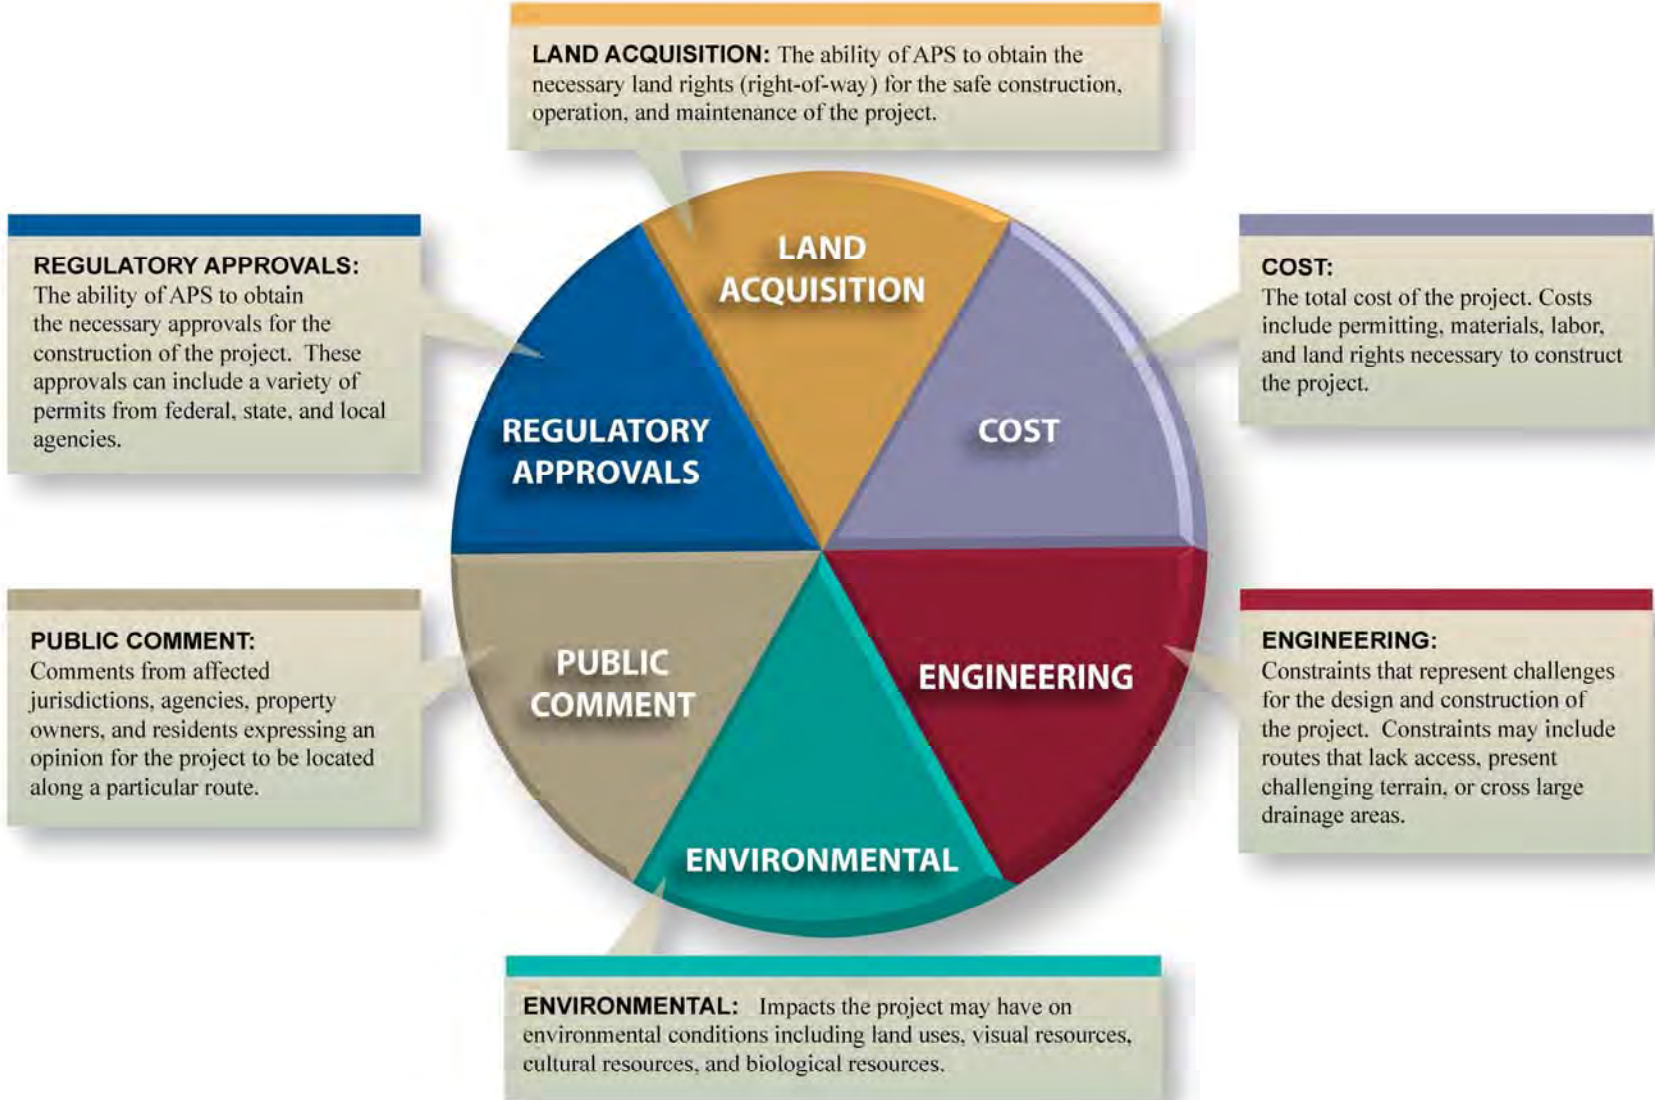 LAND ACQUISITION: The ability of APS to obtain the
necessary land rights (right-of-way) for the safe construction,
operation, and maintenance of the project.
REGULATORY APPROVALS:
The ability of APS to obtain
the necessary approvals for the
construction of the project. These
approvals can include a variety of
permits from federal, state, and local
agencies.
LAND
ACQUISITION
COST:
The total cost of the project. Costs
include permitting, materials, labor,
and land rights necessary to construct
the project.
REGULATORY
APPROVALS
COST
PUBLIC COMMENT:
Comments from affected
jurisdictions, agencies, property
owners, and residents expressing an
opinion for the project to be located
along a particular route.
PUBLIC
COMMENT
ENGINEERING
ENGINEERING:
Constraints that represent challenges
for the design and construction of
the project. Constraints may include
routes that lack access, present
challenging terrain, or cross large
drainage areas.
ENVIRONMENTAL
ENVIRONMENTAL: Impacts the project may have on
environmental conditions including land uses, visual resources,
cultural resources, and biological resources.